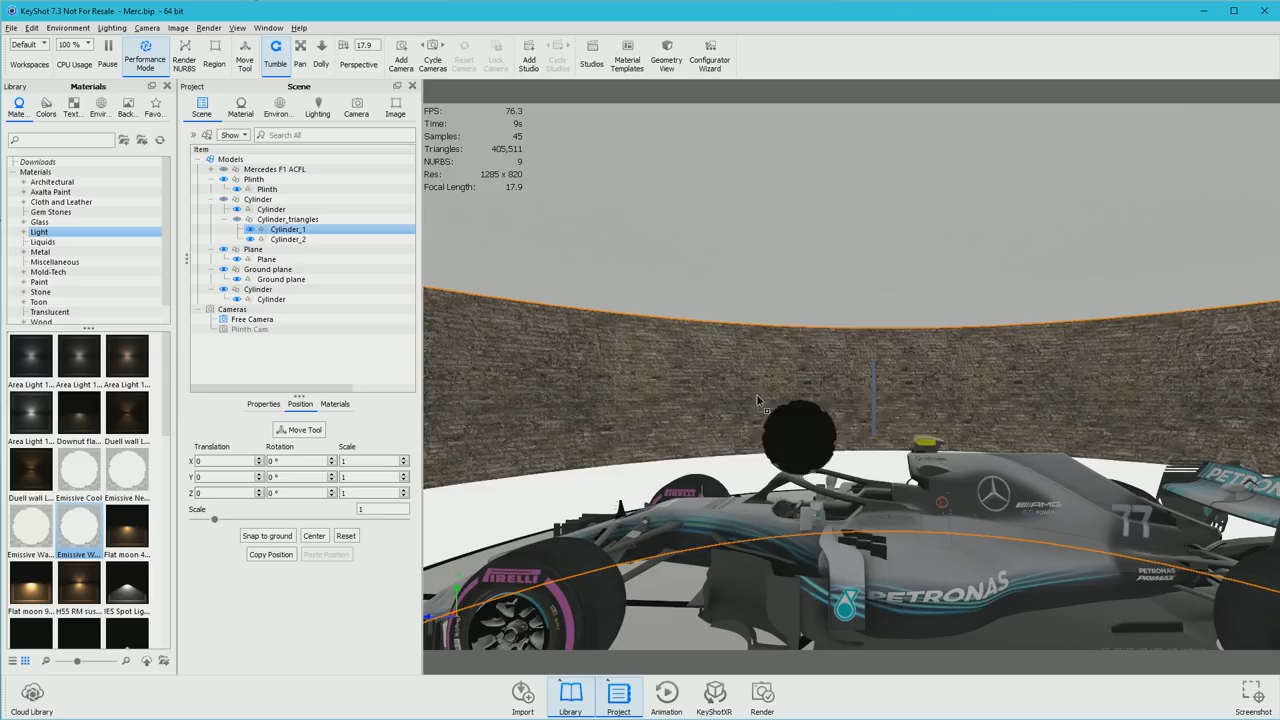 KeyShot 7.3 Not For Resale - Merc.bip - 64 bit
File Edit Environment Lighting Camera Image Render View Window Help
Default 100 % 17.9
Workspaces CPU Usage Pause Performance Mode Render NURBS Region Move Tool Tumble Pan Dolly Perspective Add Camera Cycle Cameras Reset Camera Lock Camera Add Studio Cycle Studios Studios Material Templates Geometry View Configurator Wizard
Library Materials
Mate... Colors Text... Envir... Back... Favo...
Downloads
Materials
Architectural
Axalta Paint
Cloth and Leather
Gem Stones
Glass
Light
Liquids
Metal
Miscellaneous
Mold-Tech
Paint
Stone
Toon
Translucent
Wood
Area Light 1... Area Light 1... Area Light 1...
Area Light 1... Downut fla... Duell wall L...
Duell wall L... Emissive Cool Emissive Ne...
Emissive Wa... Emissive W... Flat moon 4...
Flat moon 9... H55 RM sus... IES Spot Lig...
Project Scene
Scene Material Environ... Lighting Camera Image
Show Search All
Item
Models
Mercedes F1 ACFL
Plinth
Plinth
Cylinder
Cylinder
Cylinder_triangles
Cylinder_1
Cylinder_2
Plane
Plane
Ground plane
Ground plane
Cylinder
Cylinder
Cameras
Free Camera
Plinth Cam
Properties Position Materials
Move Tool
Translation Rotation Scale
X 0 0 ° 1
Y 0 0 ° 1
Z 0 0 ° 1
Scale 1
Snap to ground Center Reset
Copy Position Paste Position
FPS: 76.3
Time: 9s
Samples: 45
Triangles: 405,511
NURBS: 9
Res: 1285 x 820
Focal Length: 17.9
PETRONAS
PIRELLI
AMG
77
PETRONAS
PRIMAX
PIRELLI
PETRONAS
Cloud Library Import Library Project Animation KeyShotXR Render Screenshot